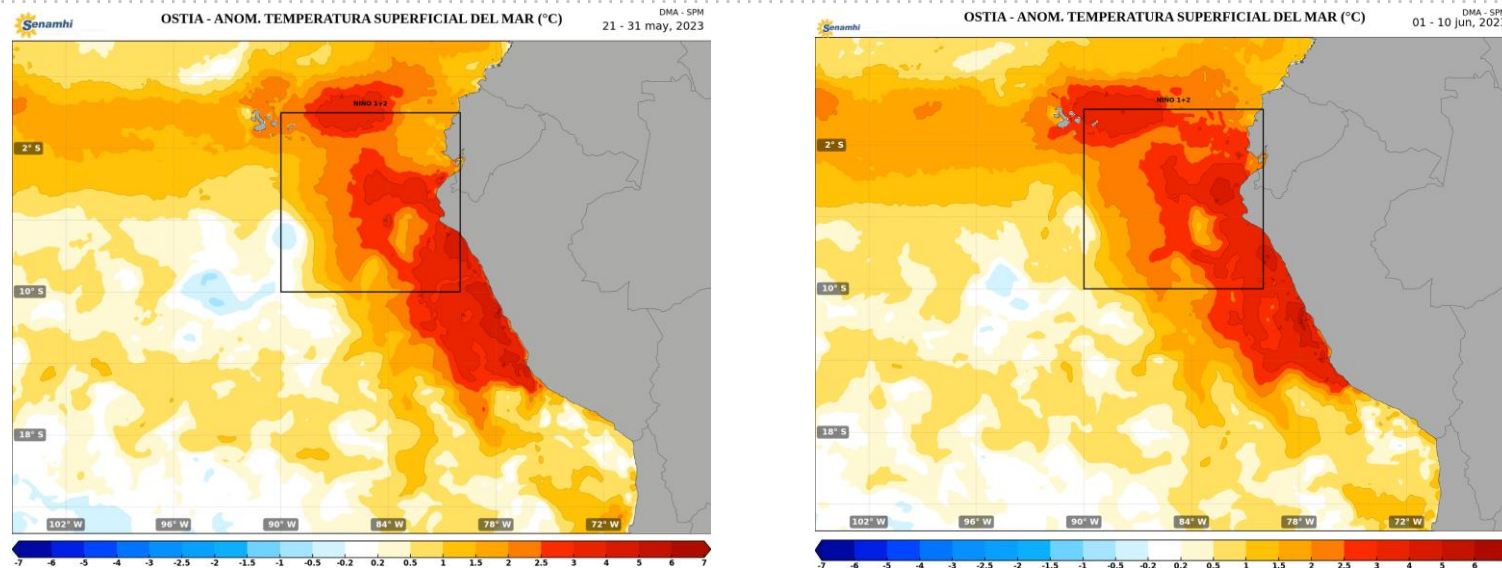 Senamhi
OSTIA - ANOM. TEMPERATURA SUPERFICIAL DEL MAR (°C)
DMA - SPM
21 - 31 may, 2023
NIÑO 1+2
2° S
10° S
18° S
102° W 96° W 90° W 84° W 78° W 72° W
-7 -6 -5 -4 -3 -2.5 -2 -1.5 -1 -0.5 -0.2 0.2 0.5 1 1.5 2 2.5 3 4 5 6 7
Senamhi
OSTIA - ANOM. TEMPERATURA SUPERFICIAL DEL MAR (°C)
DMA - SPM
01 - 10 jun, 2023
NIÑO 1+2
2° S
10° S
18° S
102° W 96° W 90° W 84° W 78° W 72° W
-7 -6 -5 -4 -3 -2.5 -2 -1.5 -1 -0.5 -0.2 0.2 0.5 1 1.5 2 2.5 3 4 5 6